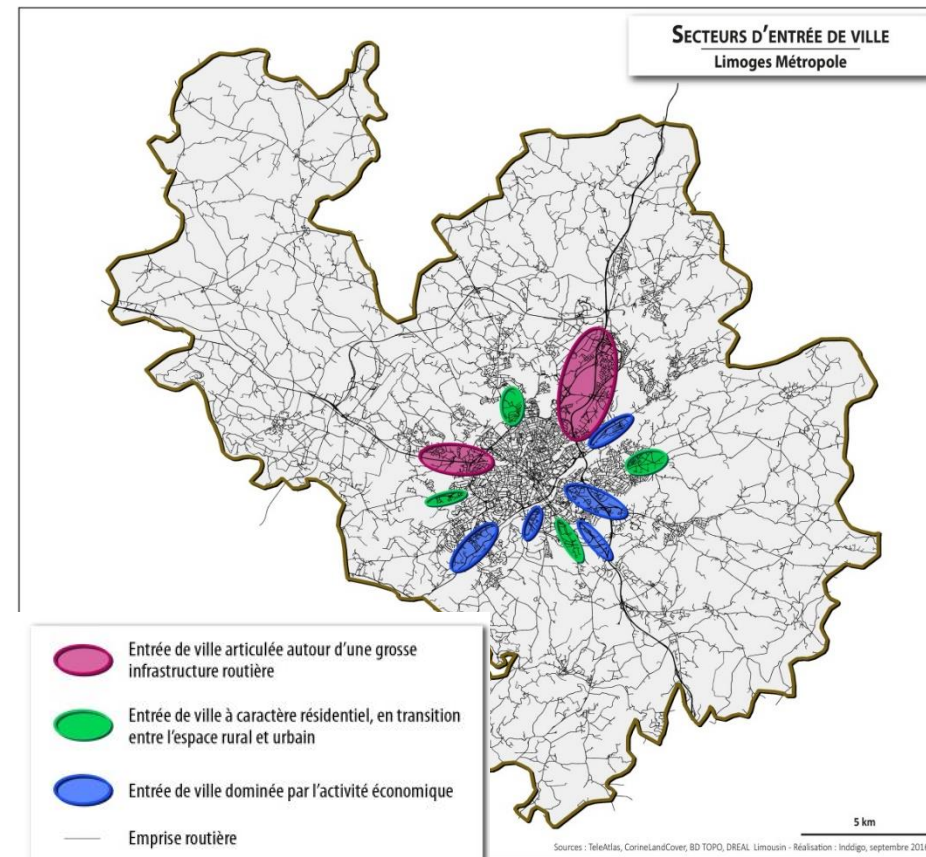 SECTEURS D'ENTRÉE DE VILLE
Limoges Métropole
Entrée de ville articulée autour d'une grosse
infrastructure routière
Entrée de ville à caractère résidentiel, en transition
entre l'espace rural et urbain
Entrée de ville dominée par l'activité économique
Emprise routière
5 km
Sources : TeleAtlas, CorineLandCover, BD TOPO, DREAL Limousin - Réalisation : Inddigo, septembre 2016